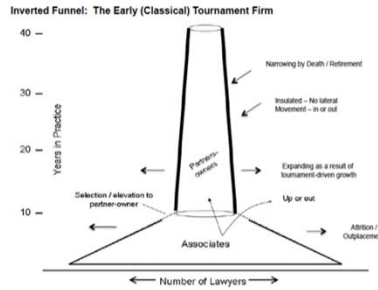 Inverted Funnel: The Early (Classical) Tournament Firm
40
30
20
10
Years in Practice
Narrowing by Death / Retirement
Insulated – No lateral
Movement – in or out
Partners-
owners
Expanding as a result of
tournament-driven growth
Selection / elevation to
partner-owner
Up or out
Associates
Attrition /
Outplaceme
Number of Lawyers